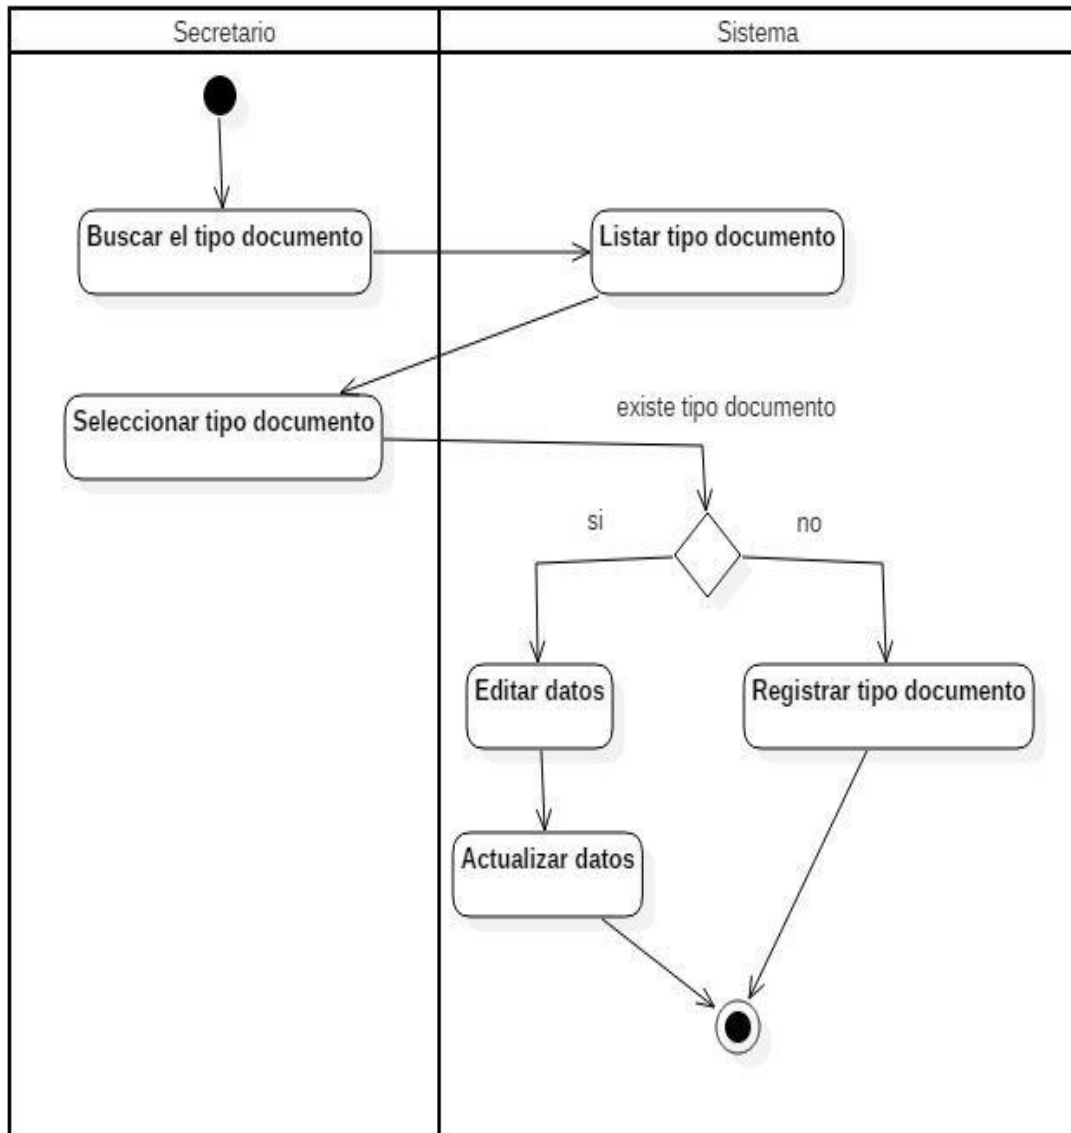 Secretario
Sistema
Buscar el tipo documento
Listar tipo documento
Seleccionar tipo documento
existe tipo documento
si
no
Editar datos
Registrar tipo documento
Actualizar datos